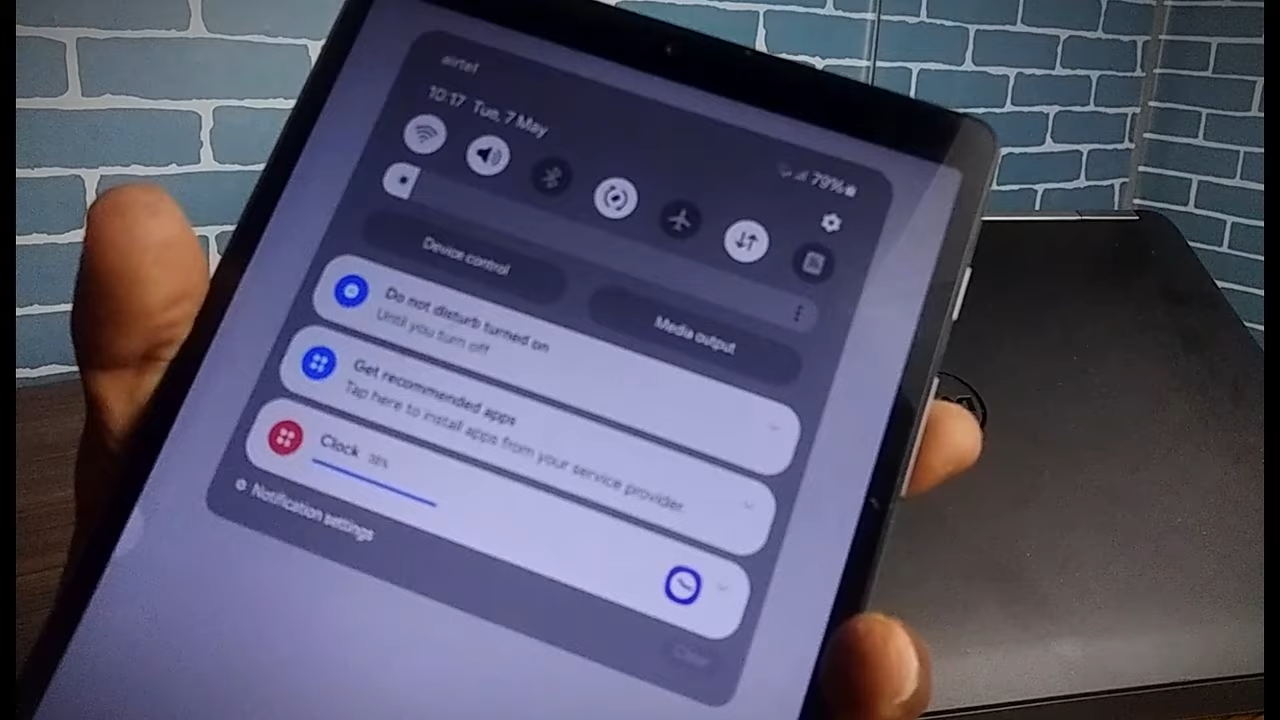 airtel
10:17 Tue, 7 May
79%
Device control
Media output
Do not disturb turned on
Until you turn off
Get recommended apps
Tap here to install apps from your service provider
Clock 38%
Notification settings
Clear